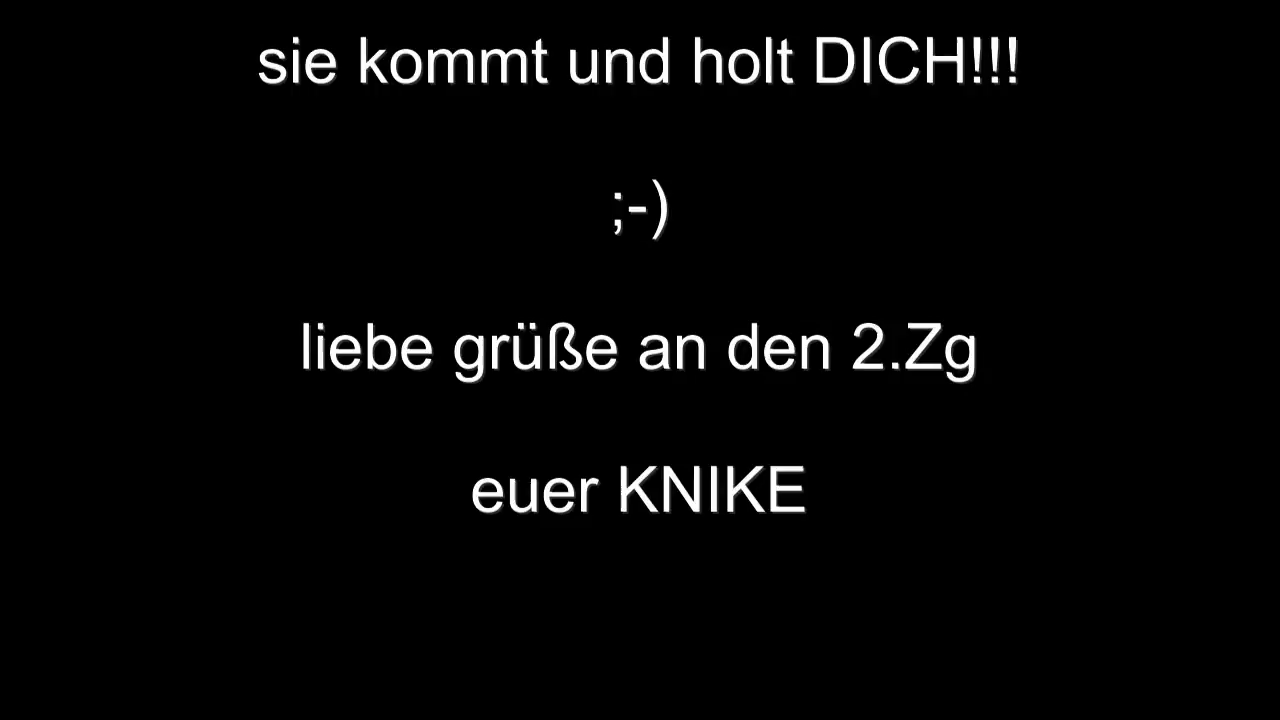 sie kommt und holt DICH!!!
;-)
liebe grüße an den 2.Zg
euer KNIKE